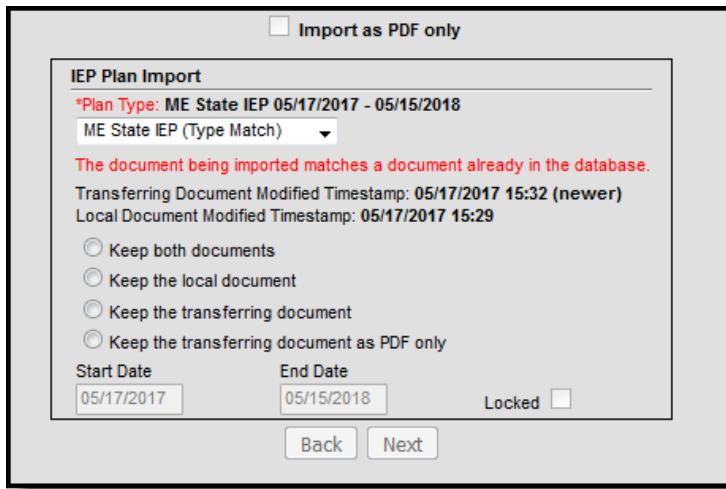 Import as PDF only
IEP Plan Import
*Plan Type: ME State IEP 05/17/2017 - 05/15/2018
ME State IEP (Type Match)
The document being imported matches a document already in the database.
Transferring Document Modified Timestamp: 05/17/2017 15:32 (newer)
Local Document Modified Timestamp: 05/17/2017 15:29
Keep both documents
Keep the local document
Keep the transferring document
Keep the transferring document as PDF only
Start Date End Date
05/17/2017 05/15/2018 Locked
Back Next